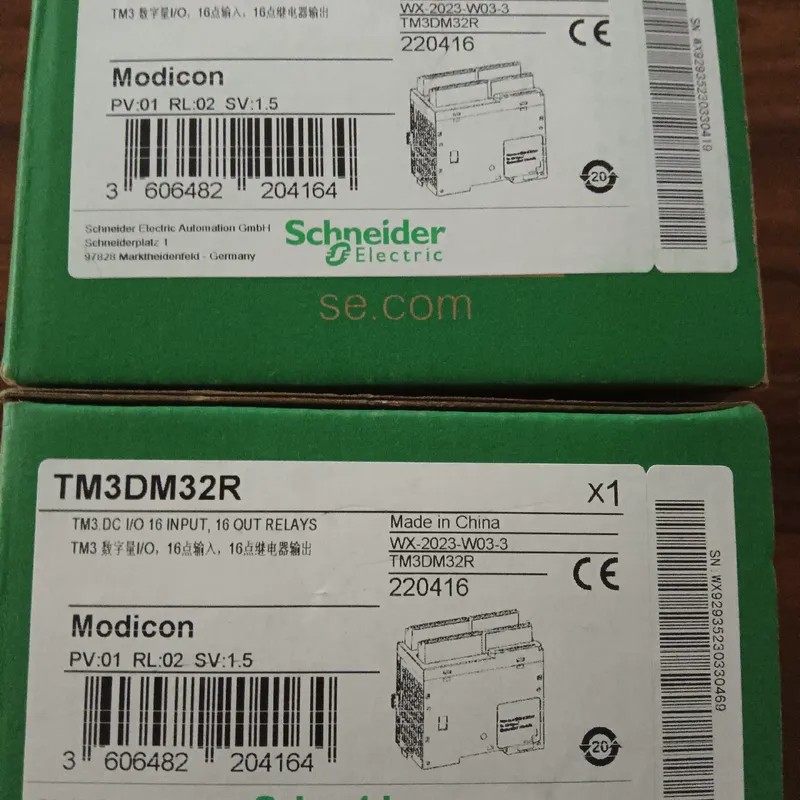 TM3 数字量I/O, 16点输入, 16点继电器输出
WX-2023-W03-3
TM3DM32R
220416
CE
Modicon
PV:01 RL:02 SV:1.5
3 606482 204164
20
Schneider Electric Automation GmbH
Schneiderplatz 1
97828 Marktheidenfeld - Germany
Schneider
Electric
SN: WX92935230330419
se.com
TM3DM32R
x1
TM3 DC I/O 16 INPUT, 16 OUT RELAYS
TM3 数字量I/O, 16点输入, 16点继电器输出
Made in China
WX-2023-W03-3
TM3DM32R
220416
CE
Modicon
PV:01 RL:02 SV:1.5
3 606482 204164
20
SN: WX92935230330469